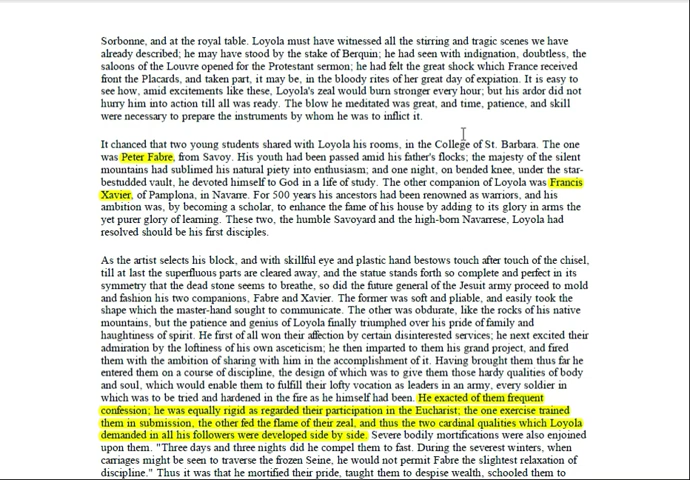 Sorbonne, and at the royal table. Loyola must have witnessed all the stirring and tragic scenes we have
already described; he may have stood by the stake of Berquin; he had seen with indignation, doubtless, the
saloons of the Louvre opened for the Protestant sermon; he had felt the great shock which France received
from the Placards, and taken part, it may be, in the bloody rites of her great day of expiation. It is easy to
see how, amid excitements like these, Loyola's zeal would burn stronger every hour; but his ardor did not
hurry him into action till all was ready. The blow he meditated was great, and time, patience, and skill
were necessary to prepare the instruments by whom he was to inflict it.
It chanced that two young students shared with Loyola his rooms, in the College of St. Barbara. The one
was Peter Fabre, from Savoy. His youth had been passed amid his father's flocks; the majesty of the silent
mountains had sublimed his natural piety into enthusiasm; and one night, on bended knee, under the star-
bestudded vault, he devoted himself to God in a life of study. The other companion of Loyola was Francis
Xavier, of Pamplona, in Navarre. For 500 years his ancestors had been renowned as warriors, and his
ambition was, by becoming a scholar, to enhance the fame of his house by adding to its glory in arms the
yet purer glory of learning. These two, the humble Savoyard and the high-born Navarrese, Loyola had
resolved should be his first disciples.
As the artist selects his block, and with skillful eye and plastic hand bestows touch after touch of the chisel,
till at last the superfluous parts are cleared away, and the statue stands forth so complete and perfect in its
symmetry that the dead stone seems to breathe, so did the future general of the Jesuit army proceed to mold
and fashion his two companions, Fabre and Xavier. The former was soft and pliable, and easily took the
shape which the master-hand sought to communicate. The other was obdurate, like the rocks of his native
mountains, but the patience and genius of Loyola finally triumphed over his pride of family and
haughtiness of spirit. He first of all won their affection by certain disinterested services; he next excited their
admiration by the loftiness of his own asceticism; he then imparted to them his grand project, and fired
them with the ambition of sharing with him in the accomplishment of it. Having brought them thus far he
entered them on a course of discipline, the design of which was to give them those hardy qualities of body
and soul, which would enable them to fulfill their lofty vocation as leaders in an army, every soldier in
which was to be tried and hardened in the fire as he himself had been. He exacted of them frequent
confession; he was equally rigid as regarded their participation in the Eucharist; the one exercise trained
them in submission, the other fed the flame of their zeal, and thus the two cardinal qualities which Loyola
demanded in all his followers were developed side by side. Severe bodily mortifications were also enjoined
upon them. "Three days and three nights did he compel them to fast. During the severest winters, when
carriages might be seen to traverse the frozen Seine, he would not permit Fabre the slightest relaxation of
discipline." Thus it was that he mortified their pride, taught them to despise wealth, schooled them to